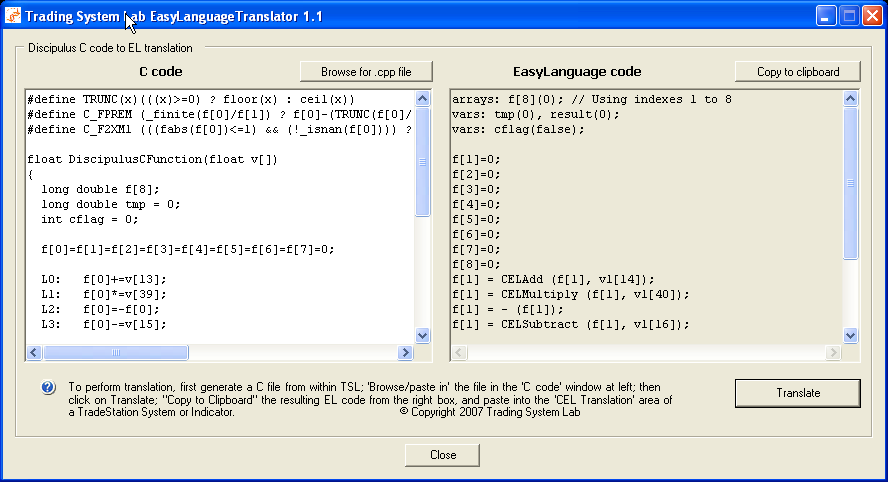 Trading System Lab EasyLanguageTranslator 1.1
Discipulus C code to EL translation
C code
Browse for .cpp file
EasyLanguage code
Copy to clipboard
#define TRUNC(x)(((x)>=0) ? floor(x) : ceil(x))
#define C_FPREM (_finite(f[0]/f[1]) ? f[0]-(TRUNC(f[0]/
#define C_F2XM1 (((fabs(f[0])<=1) && (!_isnan(f[0]))) ?
float DiscipulusCFunction(float v[])
{
long double f[8];
long double tmp = 0;
int cflag = 0;
f[0]=f[1]=f[2]=f[3]=f[4]=f[5]=f[6]=f[7]=0;
L0: f[0]+=v[13];
L1: f[0]*=v[39];
L2: f[0]=-f[0];
L3: f[0]-=v[15];
arrays: f[8](0); // Using indexes 1 to 8
vars: tmp(0), result(0);
vars: cflag(false);
f[1]=0;
f[2]=0;
f[3]=0;
f[4]=0;
f[5]=0;
f[6]=0;
f[7]=0;
f[8]=0;
f[1] = CELAdd (f[1], v1[14]);
f[1] = CELMultiply (f[1], v1[40]);
f[1] = - (f[1]);
f[1] = CELSubtract (f[1], v1[16]);
To perform translation, first generate a C file from within TSL; 'Browse/paste in' the file in the 'C code' window at left; then
click on Translate; "Copy to Clipboard" the resulting EL code from the right box, and paste into the 'CEL Translation' area of
a TradeStation System or Indicator. © Copyright 2007 Trading System Lab
Translate
Close